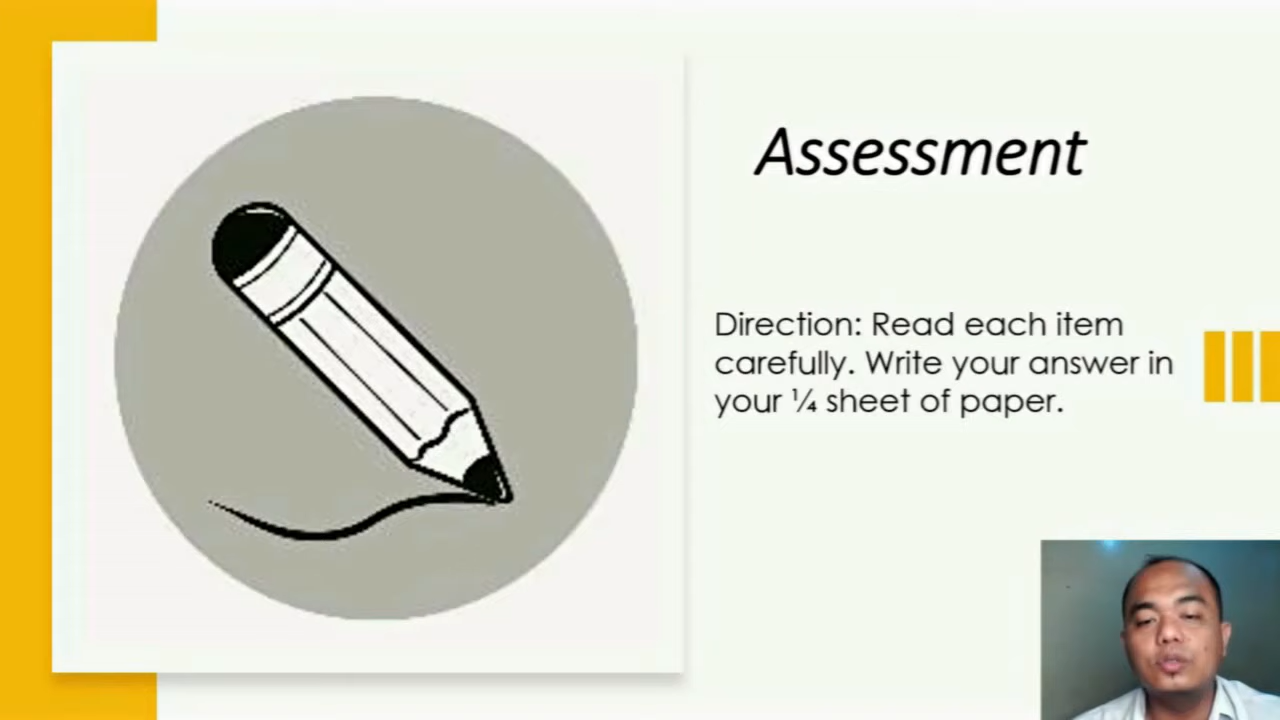 Assessment
Direction: Read each item
carefully. Write your answer in
your ¼ sheet of paper.